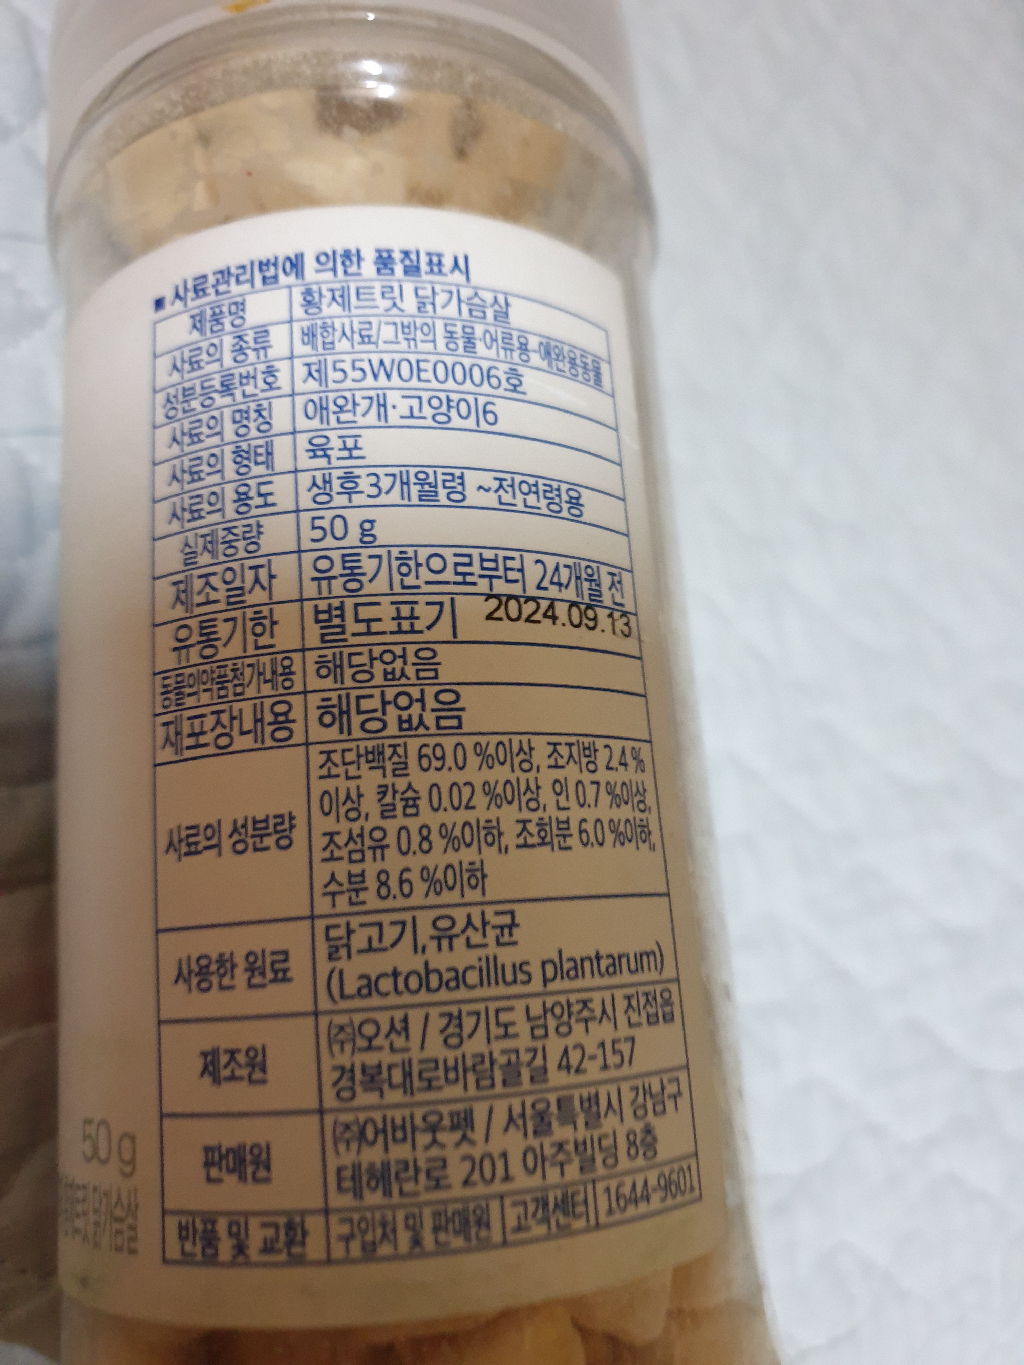 ■ 사료관리법에 의한 품질표시
제품명 황제트릿 닭가슴살
사료의 종류 배합사료/그밖의 동물·어류용-애완용동물
성분등록번호 제55W0E0006호
사료의 명칭 애완개·고양이6
사료의 형태 육포
사료의 용도 생후3개월령 ~전연령용
실제중량 50 g
제조일자 유통기한으로부터 24개월 전
유통기한 별도표기 2024.09.13
동물의약품첨가내용 해당없음
재포장내용 해당없음
사료의 성분량 조단백질 69.0 %이상, 조지방 2.4 %
이상, 칼슘 0.02 %이상, 인 0.7 %이상,
조섬유 0.8 %이하, 조회분 6.0 %이하,
수분 8.6 %이하
사용한 원료 닭고기,유산균
(Lactobacillus plantarum)
제조원 ㈜오션 / 경기도 남양주시 진접읍
경복대로바람골길 42-157
판매원 ㈜어바웃펫 / 서울특별시 강남구
테헤란로 201 아주빌딩 8층
반품 및 교환 구입처 및 판매원 고객센터 1644-9601
50 g
닭가슴살